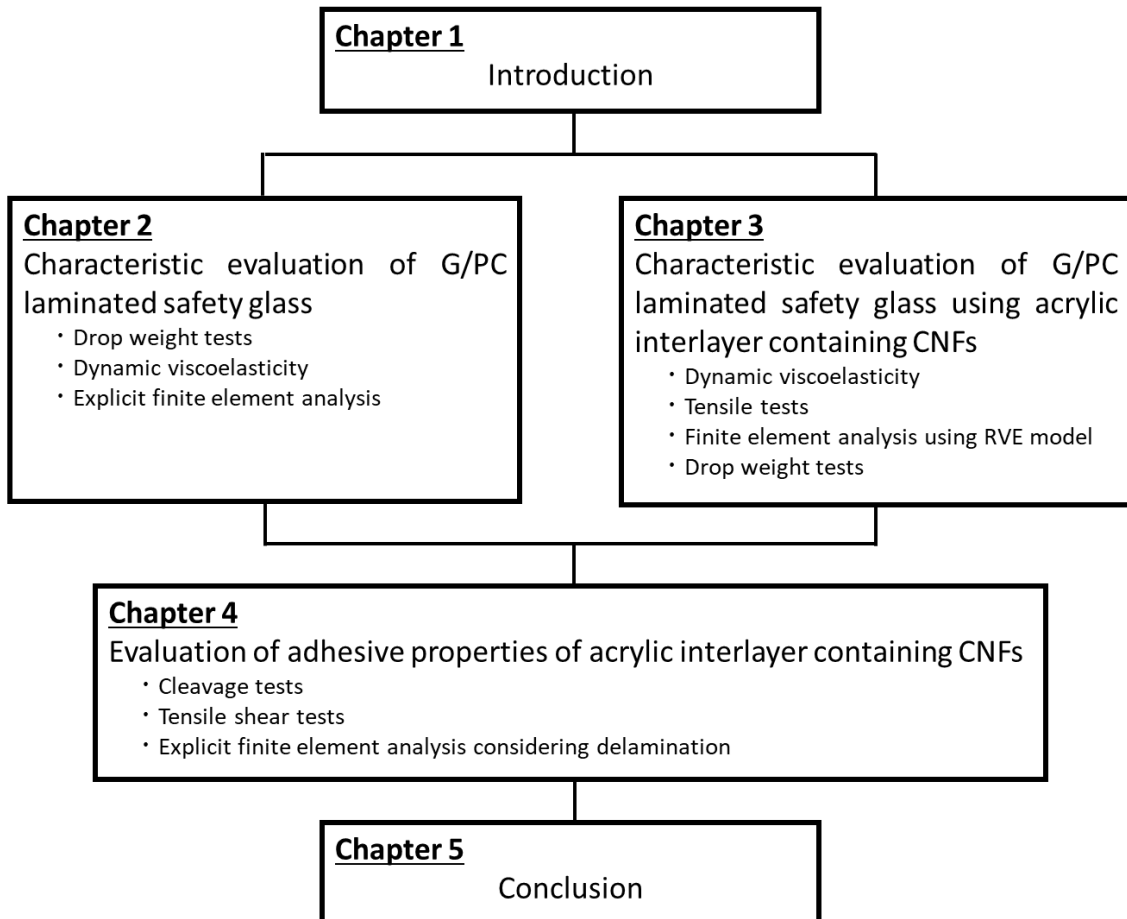 Chapter 1
Introduction
Chapter 2
Characteristic evaluation of G/PC
laminated safety glass
・Drop weight tests
・Dynamic viscoelasticity
・Explicit finite element analysis
Chapter 3
Characteristic evaluation of G/PC
laminated safety glass using acrylic
interlayer containing CNFs
・Dynamic viscoelasticity
・Tensile tests
・Finite element analysis using RVE model
・Drop weight tests
Chapter 4
Evaluation of adhesive properties of acrylic interlayer containing CNFs
・Cleavage tests
・Tensile shear tests
・Explicit finite element analysis considering delamination
Chapter 5
Conclusion